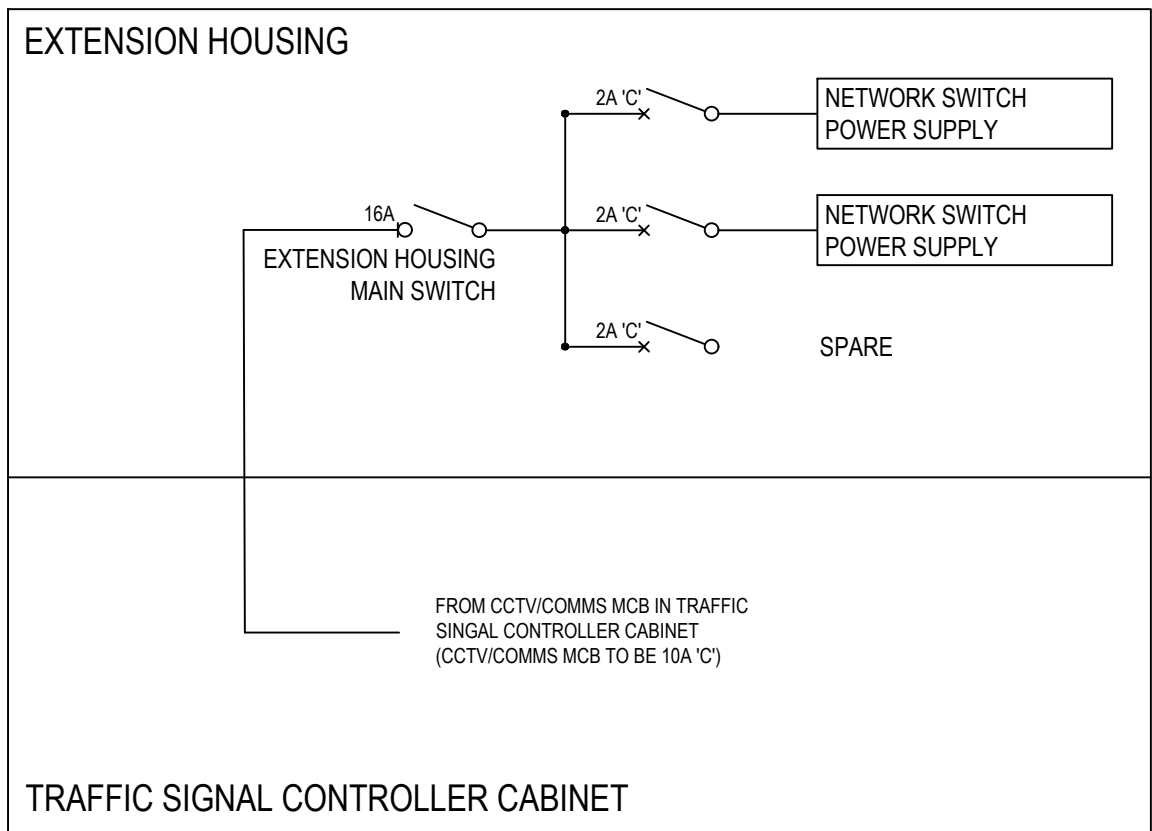 EXTENSION HOUSING
2A 'C'
NETWORK SWITCH
POWER SUPPLY
16A
EXTENSION HOUSING
MAIN SWITCH
2A 'C'
NETWORK SWITCH
POWER SUPPLY
2A 'C'
SPARE
FROM CCTV/COMMS MCB IN TRAFFIC
SINGAL CONTROLLER CABINET
(CCTV/COMMS MCB TO BE 10A 'C')
TRAFFIC SIGNAL CONTROLLER CABINET